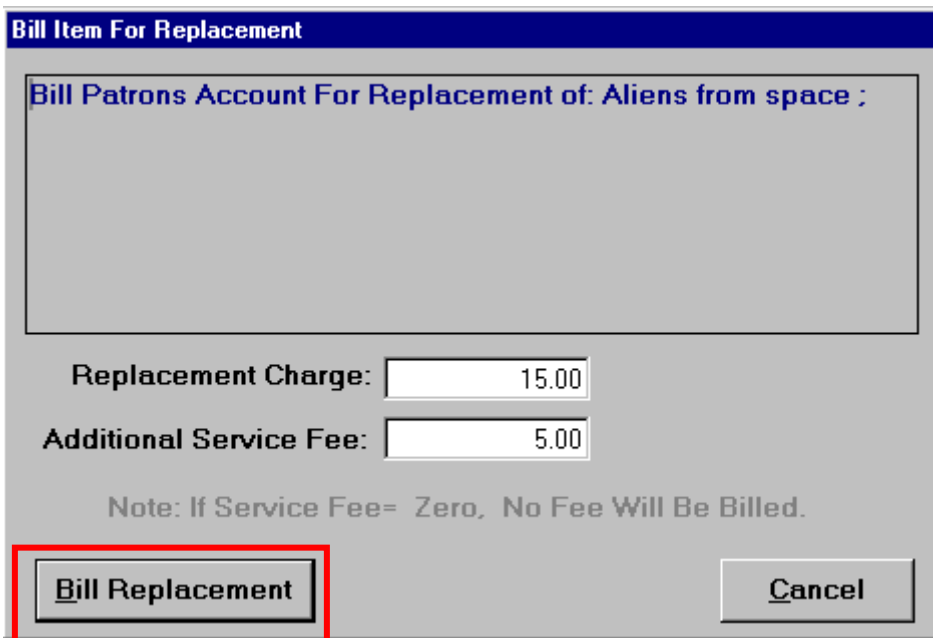 Bill Item For Replacement
Bill Patrons Account For Replacement of: Aliens from space ;
Replacement Charge: 15.00
Additional Service Fee: 5.00
Note: If Service Fee= Zero, No Fee Will Be Billed.
Bill Replacement Cancel